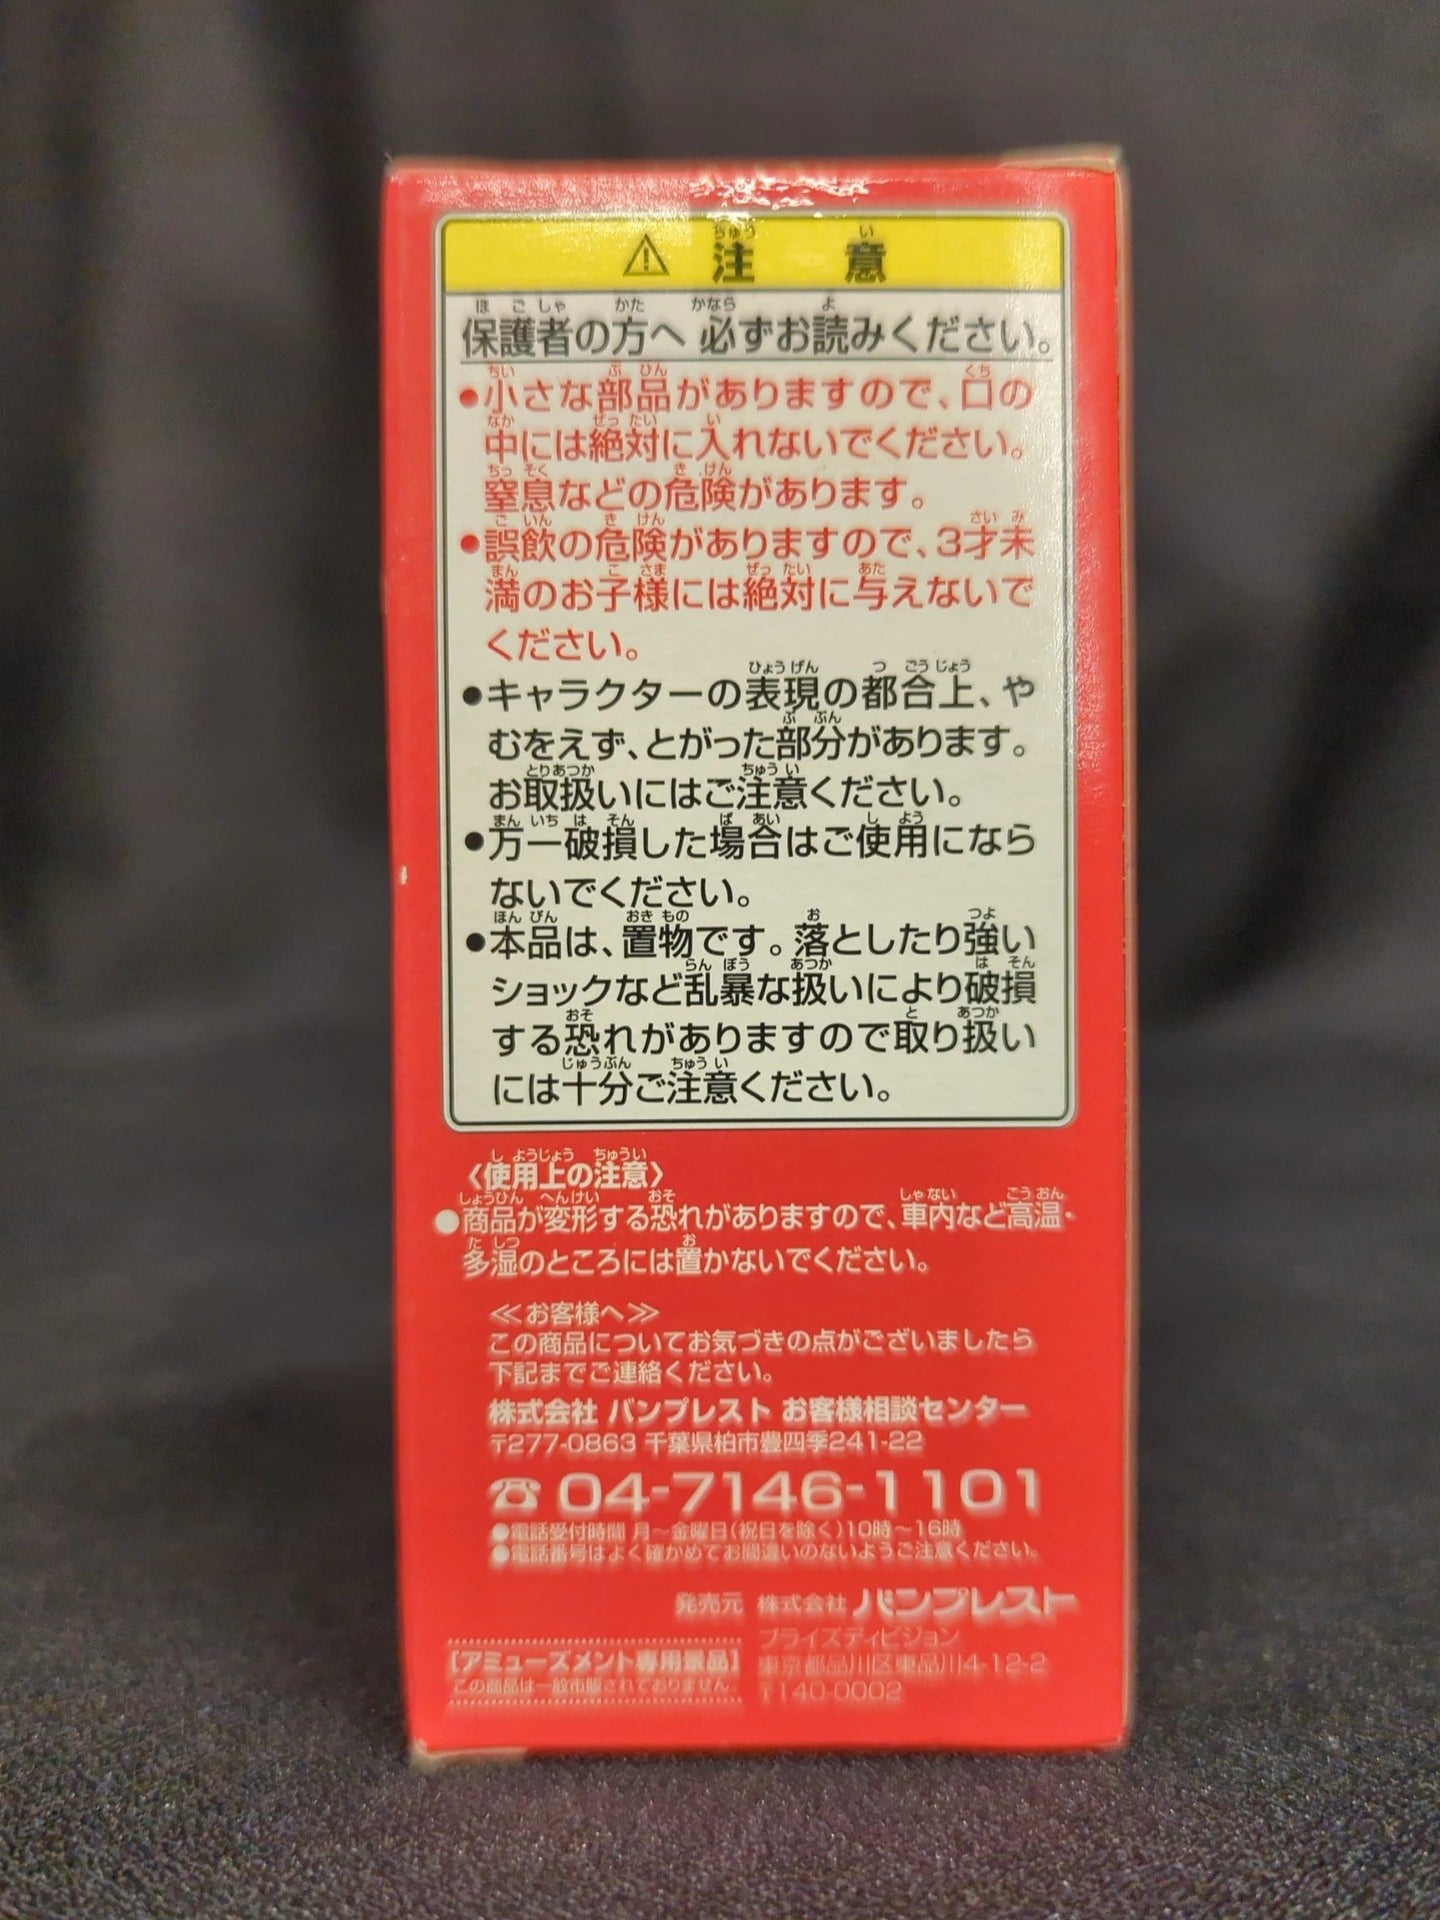 ⚠ 注意
保護者の方へ 必ずお読みください。
●小さな部品がありますので、口の
中には絶対に入れないでください。
窒息などの危険があります。
●誤飲の危険がありますので、3才未
満のお子様には絶対に与えないで
ください。
●キャラクターの表現の都合上、や
むをえず、とがった部分があります。
お取扱いにはご注意ください。
●万一破損した場合はご使用になら
ないでください。
●本品は、置物です。落としたり強い
ショックなど乱暴な扱いにより破損
する恐れがありますので取り扱い
には十分ご注意ください。
〈使用上の注意〉
●商品が変形する恐れがありますので、車内など高温・
多湿のところには置かないでください。
≪お客様へ≫
この商品についてお気づきの点がございましたら
下記までご連絡ください。
株式会社 バンプレスト お客様相談センター
〒277-0863 千葉県柏市豊四季241-22
☎ 04-7146-1101
●電話受付時間 月～金曜日(祝日を除く)10時～16時
●電話番号はよく確かめてお間違いのないようご注意ください。
発売元 株式会社 バンプレスト
プライズディビジョン
東京都品川区東品川4-12-2
〒140-0002
[アミューズメント専用景品]
この商品は一般市販されておりません。